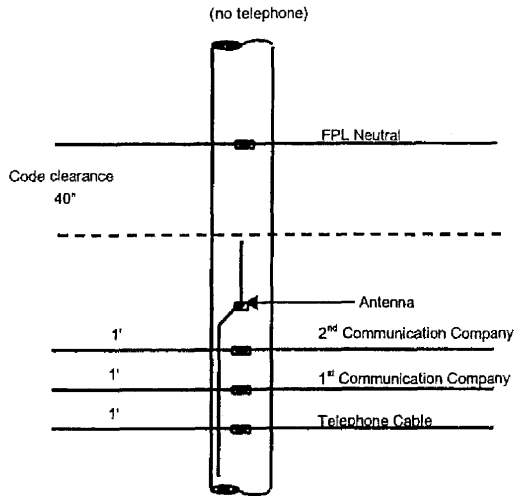 (no telephone)
FPL Neutral
Code clearance
40"
Antenna
1'
2nd Communication Company
1'
1st Communication Company
1'
Telephone Cable